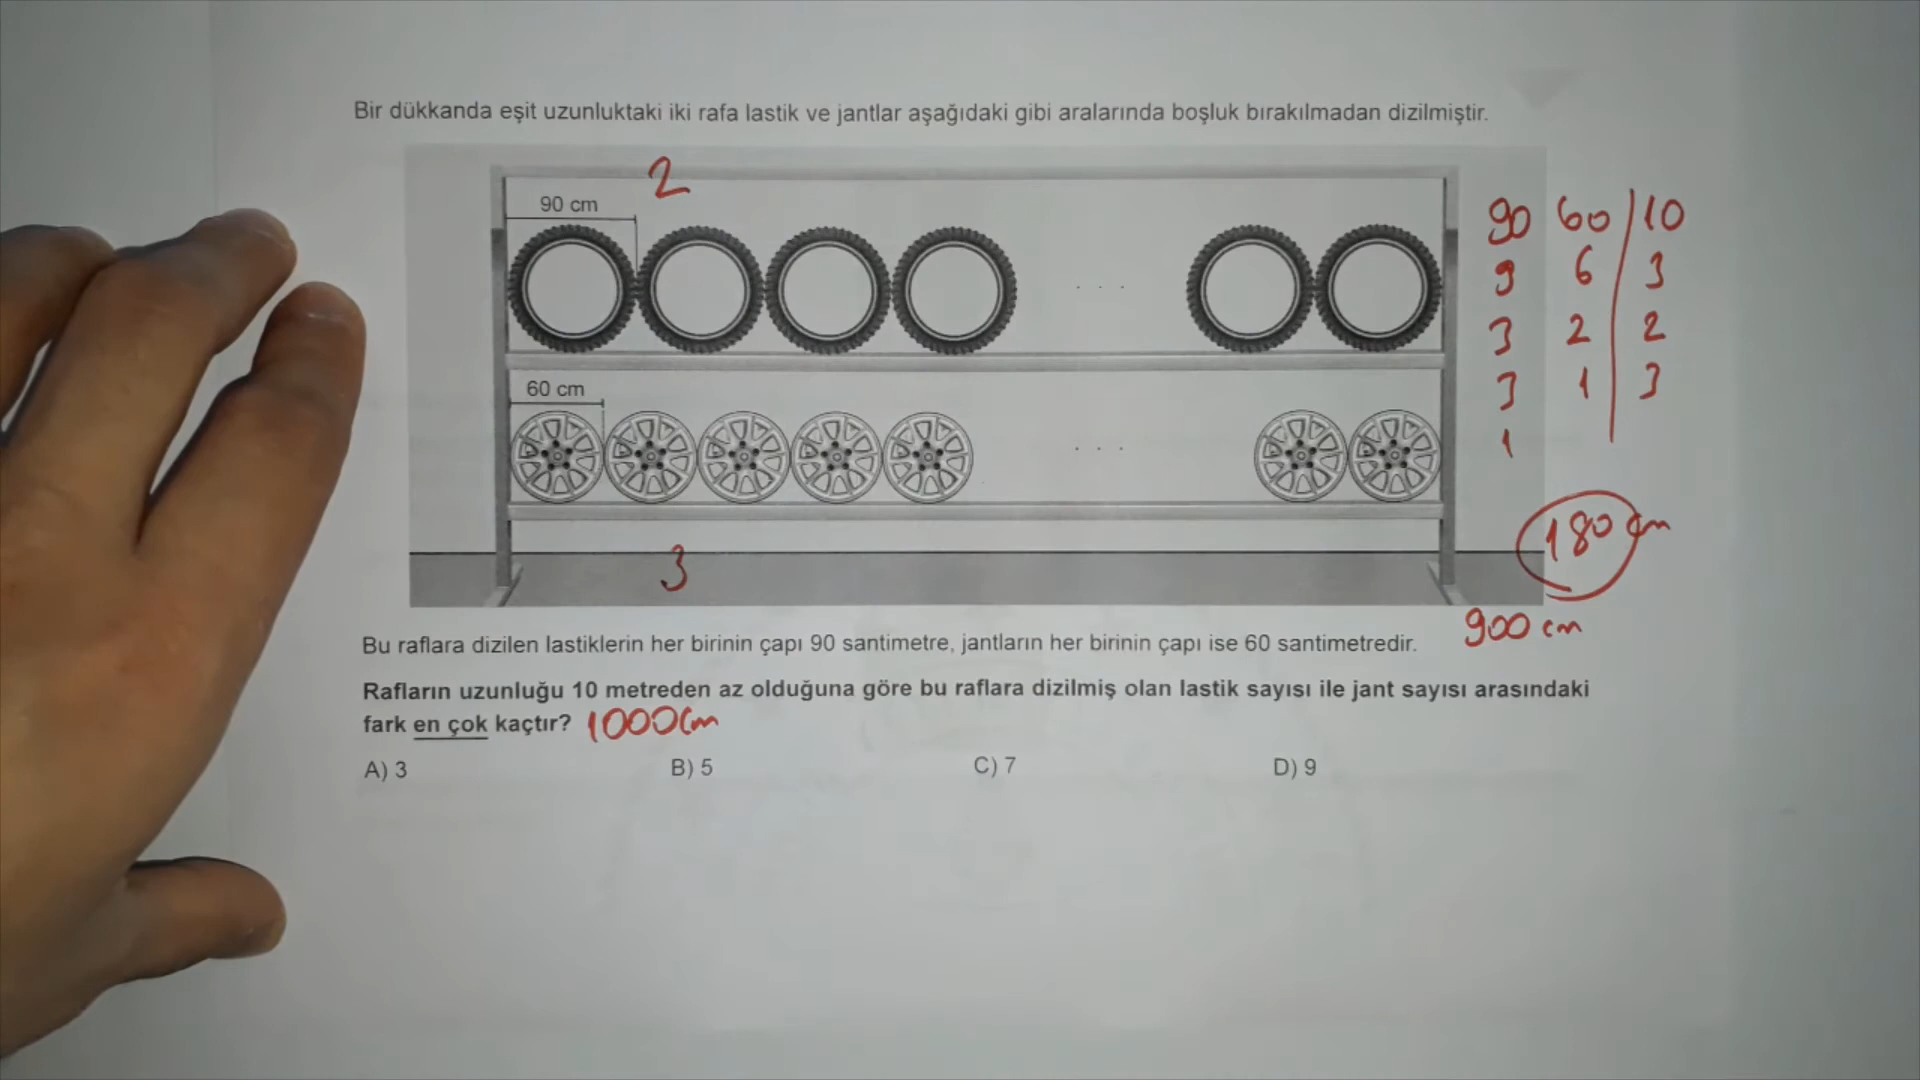 Bir dükkanda eşit uzunluktaki iki rafa lastik ve jantlar aşağıdaki gibi aralarında boşluk bırakılmadan dizilmiştir.
2
90 cm
. . .
60 cm
. . .
3
90 60 10
9 6 3
3 2 2
3 1 3
1
180 cm
900 cm
Bu raflara dizilen lastiklerin her birinin çapı 90 santimetre, jantların her birinin çapı ise 60 santimetredir.
Rafların uzunluğu 10 metreden az olduğuna göre bu raflara dizilmiş olan lastik sayısı ile jant sayısı arasındaki
fark en çok kaçtır? 1000cm
A) 3 B) 5 C) 7 D) 9